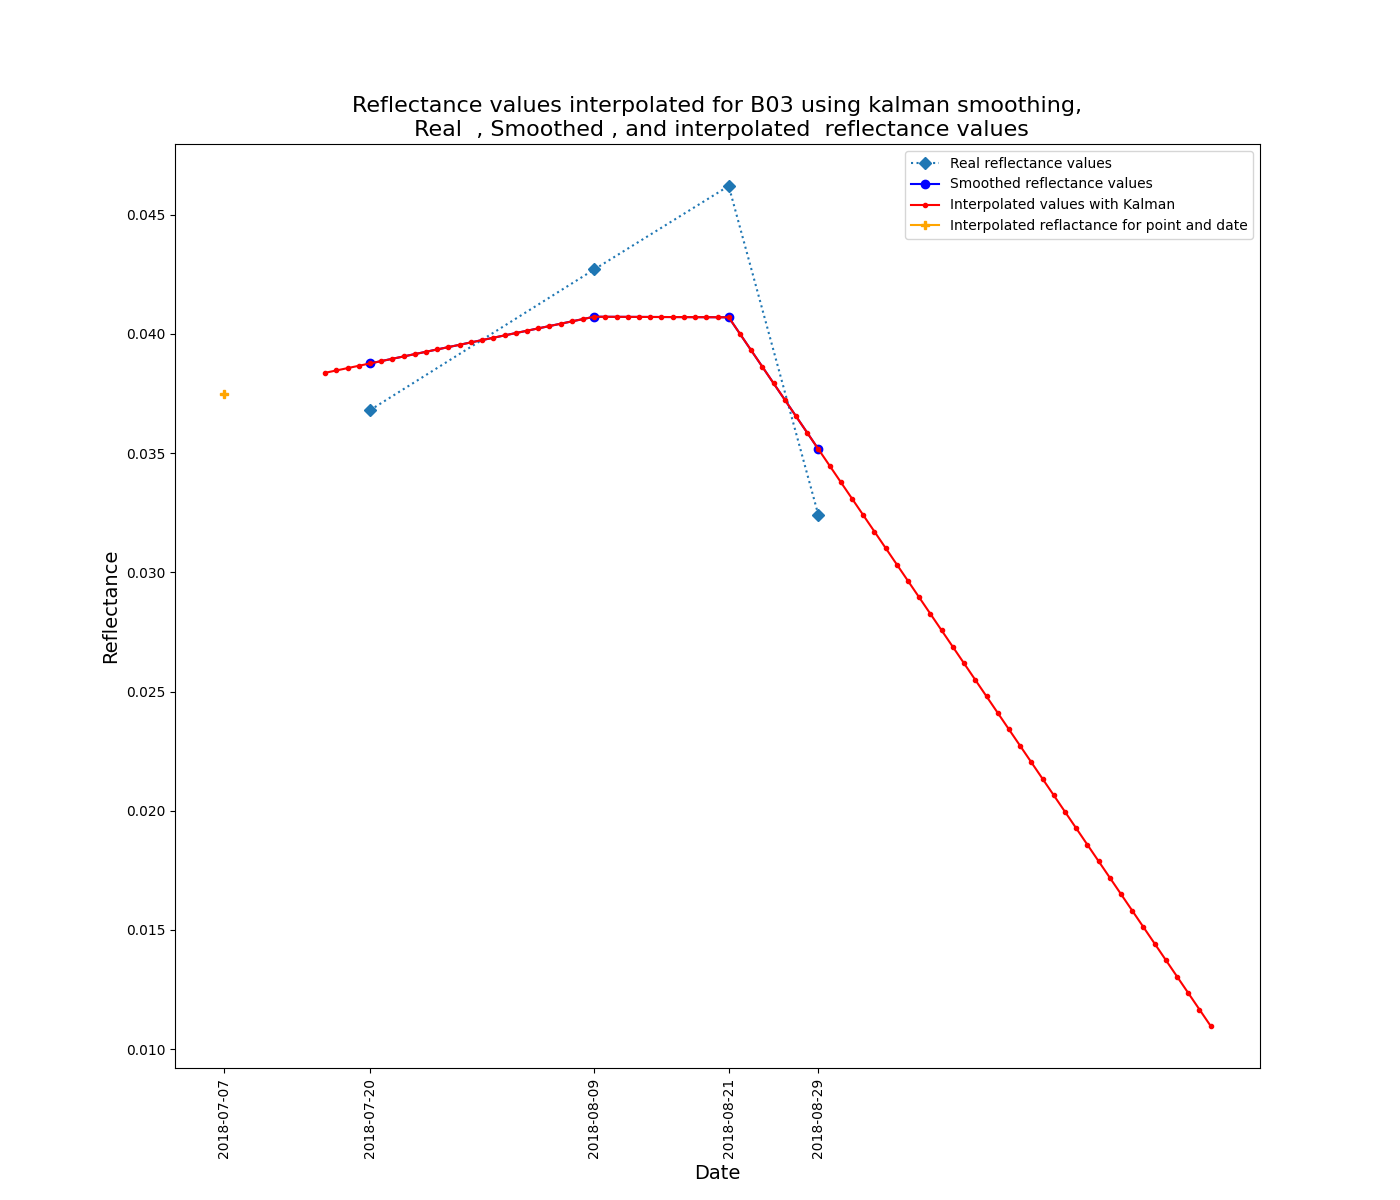 Reflectance values interpolated for B03 using kalman smoothing,
Real  , Smoothed , and interpolated  reflectance values
Real reflectance values
Smoothed reflectance values
Interpolated values with Kalman
Interpolated reflactance for point and date
Reflectance
0.045
0.040
0.035
0.030
0.025
0.020
0.015
0.010
2018-07-07
2018-07-20
2018-08-09
2018-08-21
2018-08-29
Date